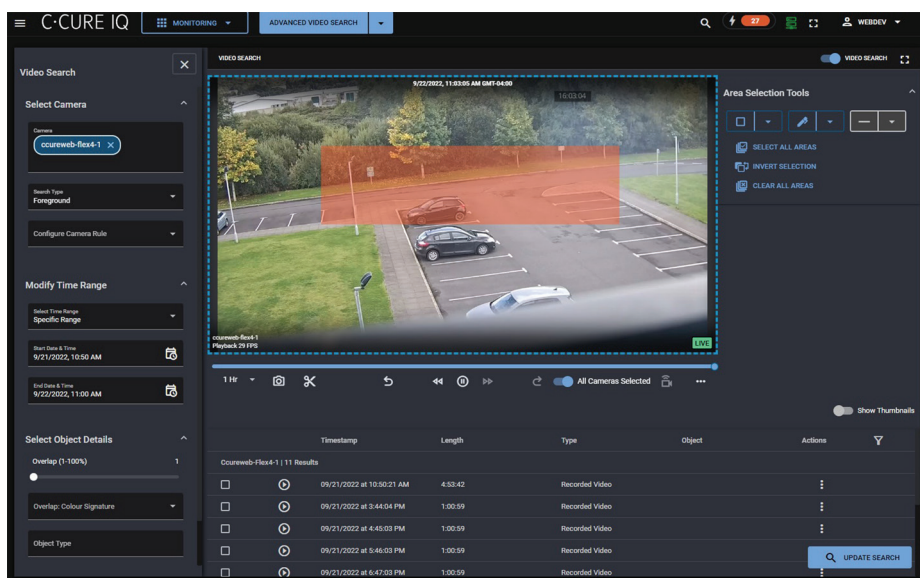 C·CURE IQ
MONITORING
ADVANCED VIDEO SEARCH
27
WEBDEV
Video Search
Select Camera
Camera
ccureweb-flex4-1
Search Type
Foreground
Configure Camera Rule
Modify Time Range
Select Time Range
Specific Range
Start Date & Time
9/21/2022, 10:50 AM
End Date & Time
9/22/2022, 11:00 AM
Select Object Details
Overlap (1-100%) 1
Overlap: Colour Signature
Object Type
VIDEO SEARCH
VIDEO SEARCH
9/22/2022, 11:03:05 AM GMT-04:00
16:03:04
ccureweb-flex4-1
Playback 29 FPS
LIVE
Area Selection Tools
SELECT ALL AREAS
INVERT SELECTION
CLEAR ALL AREAS
1 Hr
All Cameras Selected
Show Thumbnails
Timestamp Length Type Object Actions
Ccureweb-Flex4-1 | 11 Results
09/21/2022 at 10:50:21 AM 4:53:42 Recorded Video
09/21/2022 at 3:44:04 PM 1:00:59 Recorded Video
09/21/2022 at 4:45:03 PM 1:00:59 Recorded Video
09/21/2022 at 5:46:03 PM 1:00:59 Recorded Video
09/21/2022 at 6:47:03 PM 1:00:59 Recorded Video
UPDATE SEARCH